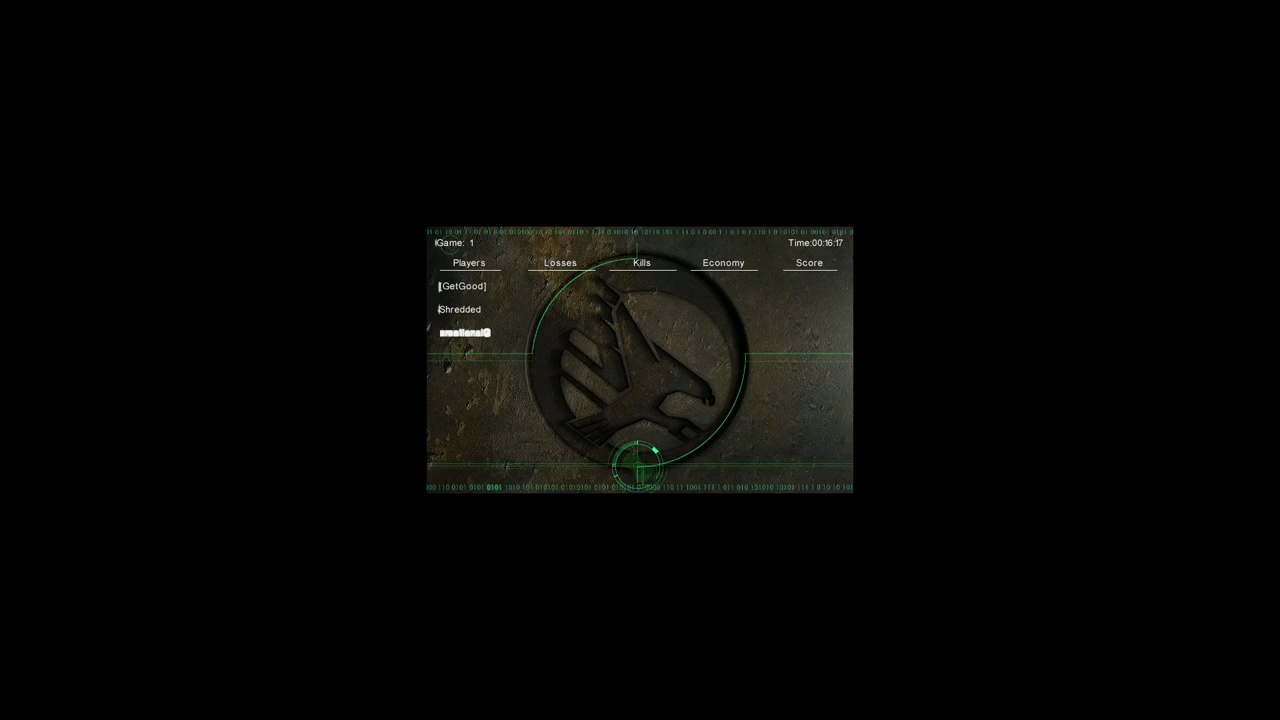 Game: 1 Time:00:16:17
Players Losses Kills Economy Score
[GetGood]
Shredded